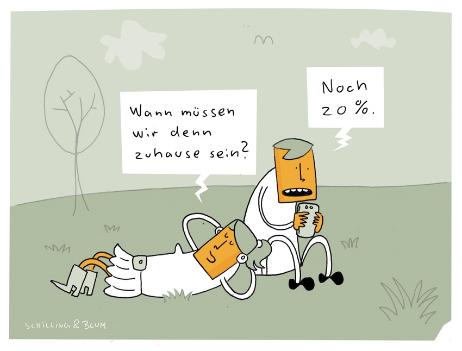 Wann müssen
wir denn
zuhause sein?
Noch
20%.
SCHILLING & BLUM